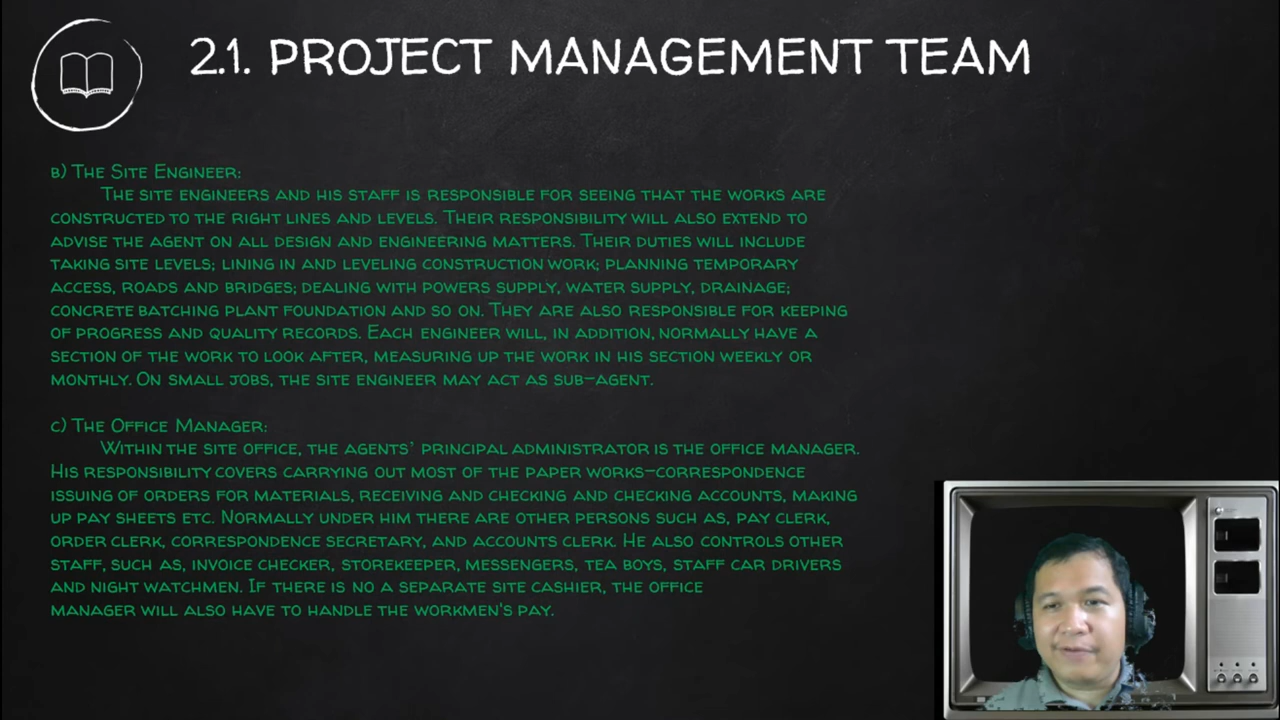 2.1. PROJECT MANAGEMENT TEAM
b) The Site Engineer:
The site engineers and his staff is responsible for seeing that the works are
constructed to the right lines and levels. Their responsibility will also extend to
advise the agent on all design and engineering matters. Their duties will include
taking site levels; lining in and leveling construction work; planning temporary
access, roads and bridges; dealing with powers supply, water supply, drainage;
concrete batching plant foundation and so on. They are also responsible for keeping
of progress and quality records. Each engineer will, in addition, normally have a
section of the work to look after, measuring up the work in his section weekly or
monthly. On small jobs, the site engineer may act as sub-agent.
c) The Office Manager:
Within the site office, the agents' principal administrator is the office manager.
His responsibility covers carrying out most of the paper works-correspondence
issuing of orders for materials, receiving and checking and checking accounts, making
up pay sheets etc. Normally under him there are other persons such as, pay clerk,
order clerk, correspondence secretary, and accounts clerk. He also controls other
staff, such as, invoice checker, storekeeper, messengers, tea boys, staff car drivers
and night watchmen. If there is no a separate site cashier, the office
manager will also have to handle the workmen's pay.